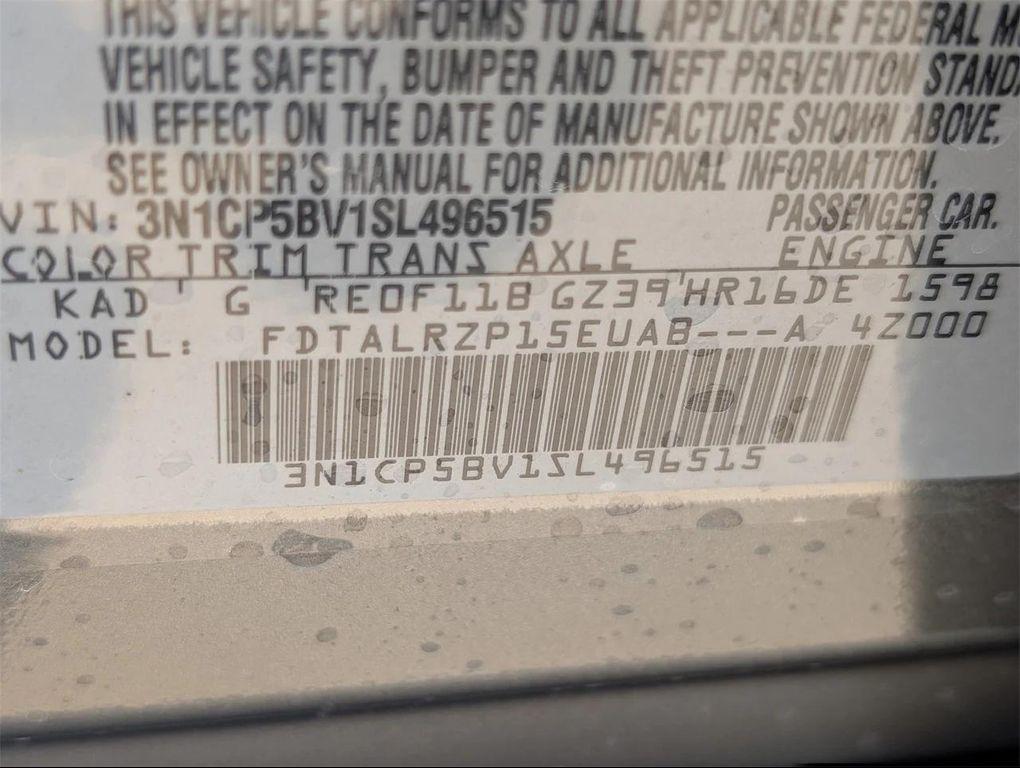 THIS VEHICLE CONFORMS TO ALL APPLICABLE FEDERAL
VEHICLE SAFETY, BUMPER AND THEFT PREVENTION STAND
IN EFFECT ON THE DATE OF MANUFACTURE SHOWN ABOVE.
SEE OWNER'S MANUAL FOR ADDITIONAL INFORMATION.
VIN: 3N1CP5BV1SL496515 PASSENGER CAR.
COLOR TRIM TRANS AXLE ENGINE
KAD ' G 'RE0F11B GZ39'HR16DE 1598
MODEL: FDTALRZP15EUAB---A 4Z000
3N1CP5BV1SL496515